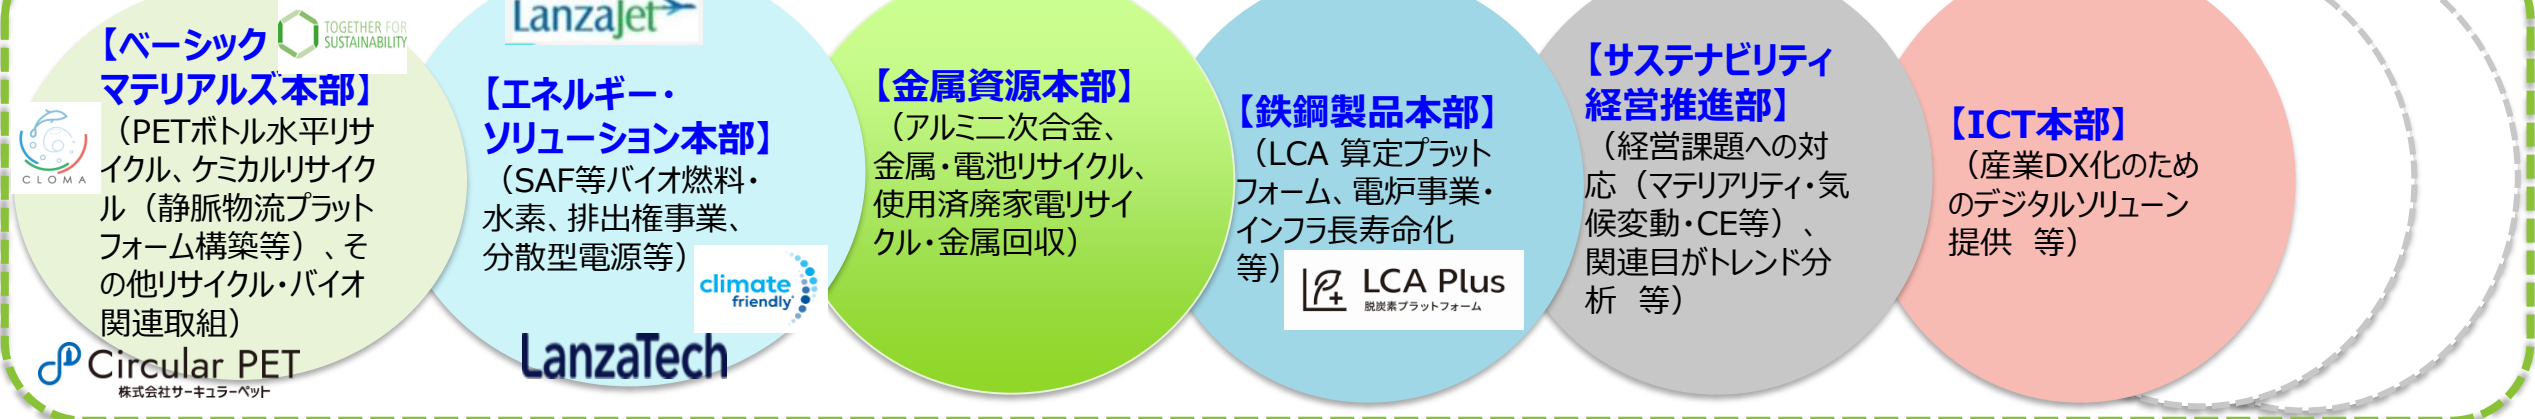 【ベーシック
マテリアルズ本部】
（PETボトル水平リサ
イクル、ケミカルリサイク
ル（静脈物流プラット
フォーム構築等）、そ
の他リサイクル・バイオ
関連取組）
TOGETHER FOR
SUSTAINABILITY
CLOMA
Circular PET
株式会社サーキュラーペット
LanzaJet
【エネルギー・
ソリューション本部】
（SAF等バイオ燃料・
水素、排出権事業、
分散型電源等）
climate
friendly
LanzaTech
【金属資源本部】
（アルミ二次合金、
金属・電池リサイクル、
使用済廃家電リサイ
クル・金属回収）
【鉄鋼製品本部】
（LCA 算定プラット
フォーム、電炉事業・
インフラ長寿命化
等）
LCA Plus
脱炭素プラットフォーム
【サステナビリティ
経営推進部】
（経営課題への対
応（マテリアリティ・気
候変動・CE等）、
関連目がトレンド分
析　等）
【ICT本部】
（産業DX化のため
のデジタルソリューン
提供　等）